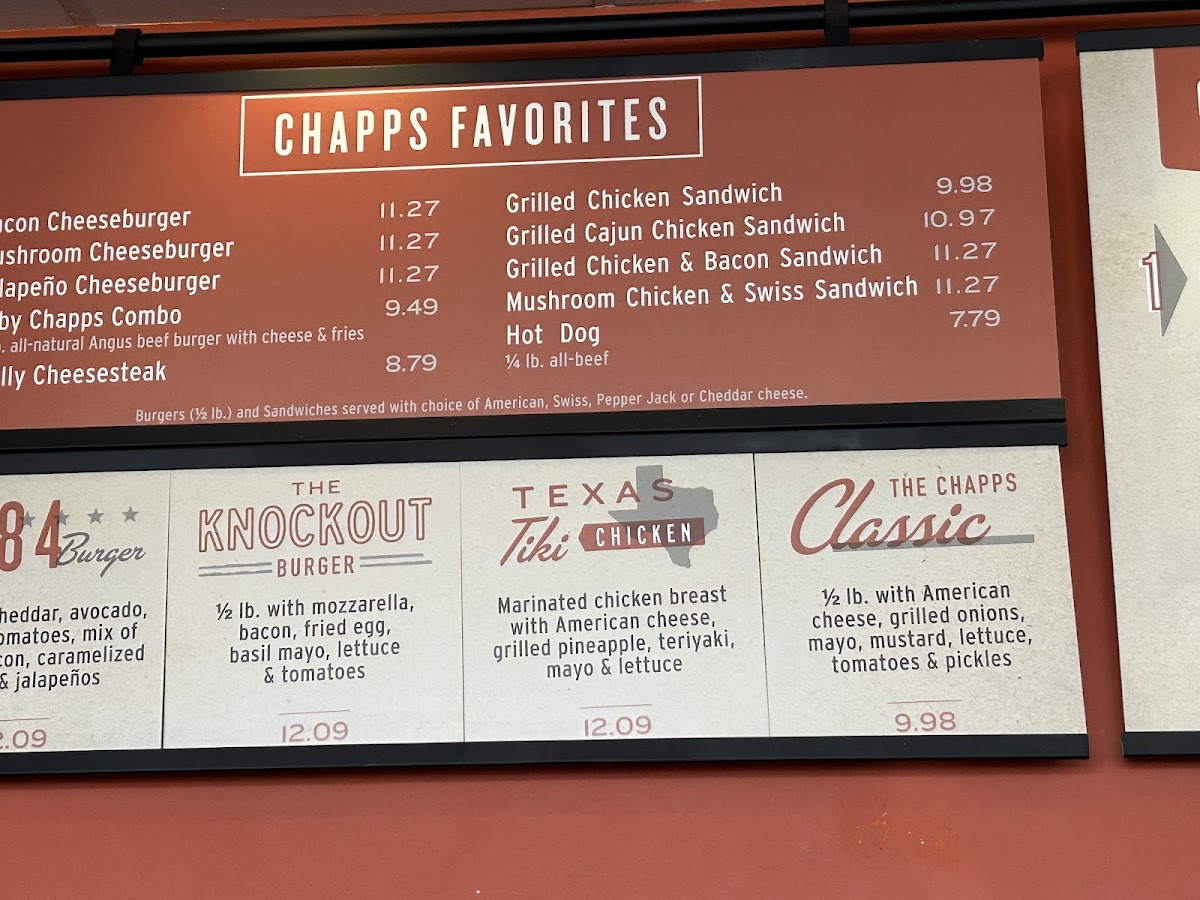 CHAPPS FAVORITES
acon Cheeseburger 11.27
ushroom Cheeseburger 11.27
lapeño Cheeseburger 11.27
by Chapps Combo 9.49
. all-natural Angus beef burger with cheese & fries
lly Cheesesteak 8.79
Grilled Chicken Sandwich 9.98
Grilled Cajun Chicken Sandwich 10.97
Grilled Chicken & Bacon Sandwich 11.27
Mushroom Chicken & Swiss Sandwich 11.27
Hot Dog 7.79
¼ lb. all-beef
Burgers (½ lb.) and Sandwiches served with choice of American, Swiss, Pepper Jack or Cheddar cheese.
84
Burger
heddar, avocado,
omatoes, mix of
con, caramelized
& jalapeños
2.09
THE
KNOCKOUT
BURGER
½ lb. with mozzarella,
bacon, fried egg,
basil mayo, lettuce
& tomatoes
12.09
TEXAS
Tiki CHICKEN
Marinated chicken breast
with American cheese,
grilled pineapple, teriyaki,
mayo & lettuce
12.09
THE CHAPPS
Classic
½ lb. with American
cheese, grilled onions,
mayo, mustard, lettuce,
tomatoes & pickles
9.98
1